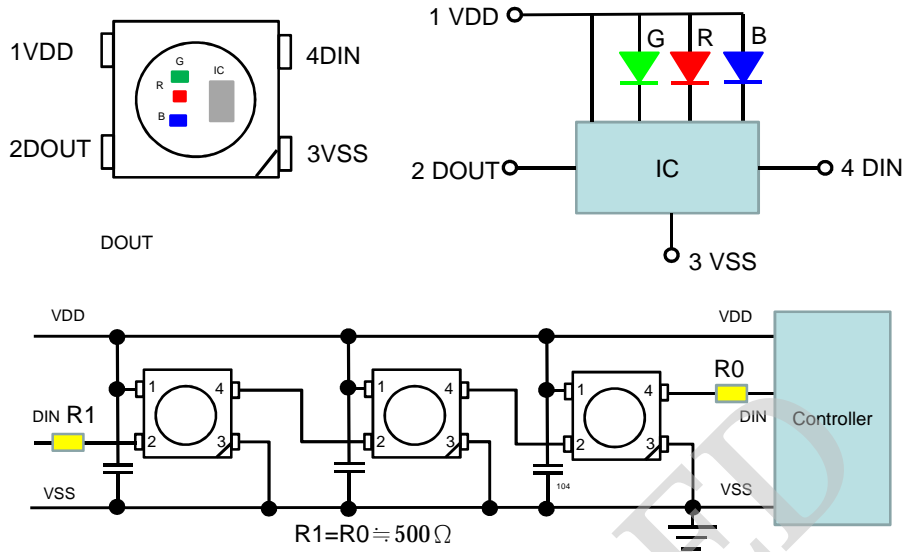 1VDD
4DIN
2DOUT
3VSS
G
R
B
IC
1 VDD
G
R
B
IC
2 DOUT
4 DIN
3 VSS
DOUT
VDD
VDD
1
4
1
4
1
4
R0
DIN
R1
DIN
Controller
2
3
2
3
2
3
VSS
104
VSS
R1=R0≒500Ω
ED